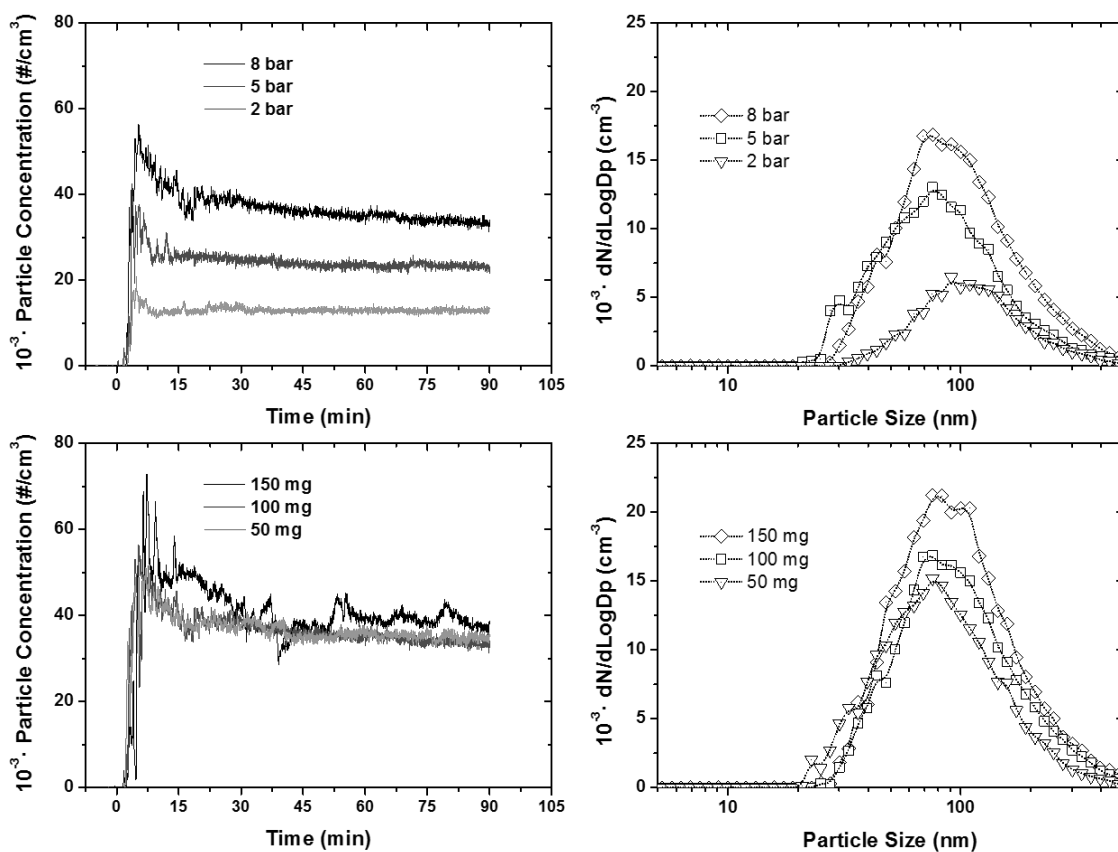 10⁻³· Particle Concentration (#/cm³)
80
60
40
20
0
8 bar
5 bar
2 bar
0 15 30 45 60 75 90 105
Time (min)
10⁻³· dN/dLogDp (cm⁻³)
25
20
15
10
5
0
8 bar
5 bar
2 bar
10 100
Particle Size (nm)
10⁻³· Particle Concentration (#/cm³)
80
60
40
20
0
150 mg
100 mg
50 mg
0 15 30 45 60 75 90 105
Time (min)
10⁻³· dN/dLogDp (cm⁻³)
25
20
15
10
5
0
150 mg
100 mg
50 mg
10 100
Particle Size (nm)